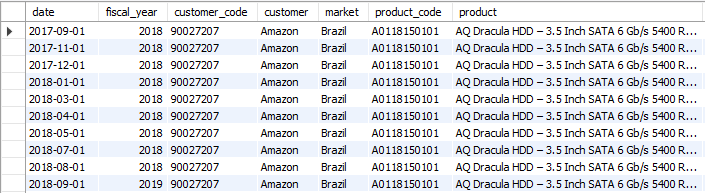 date fiscal_year customer_code customer market product_code product
2017-09-01 2018 90027207 Amazon Brazil A0118150101 AQ Dracula HDD – 3.5 Inch SATA 6 Gb/s 5400 R...
2017-11-01 2018 90027207 Amazon Brazil A0118150101 AQ Dracula HDD – 3.5 Inch SATA 6 Gb/s 5400 R...
2017-12-01 2018 90027207 Amazon Brazil A0118150101 AQ Dracula HDD – 3.5 Inch SATA 6 Gb/s 5400 R...
2018-01-01 2018 90027207 Amazon Brazil A0118150101 AQ Dracula HDD – 3.5 Inch SATA 6 Gb/s 5400 R...
2018-03-01 2018 90027207 Amazon Brazil A0118150101 AQ Dracula HDD – 3.5 Inch SATA 6 Gb/s 5400 R...
2018-04-01 2018 90027207 Amazon Brazil A0118150101 AQ Dracula HDD – 3.5 Inch SATA 6 Gb/s 5400 R...
2018-05-01 2018 90027207 Amazon Brazil A0118150101 AQ Dracula HDD – 3.5 Inch SATA 6 Gb/s 5400 R...
2018-07-01 2018 90027207 Amazon Brazil A0118150101 AQ Dracula HDD – 3.5 Inch SATA 6 Gb/s 5400 R...
2018-08-01 2018 90027207 Amazon Brazil A0118150101 AQ Dracula HDD – 3.5 Inch SATA 6 Gb/s 5400 R...
2018-09-01 2019 90027207 Amazon Brazil A0118150101 AQ Dracula HDD – 3.5 Inch SATA 6 Gb/s 5400 R...